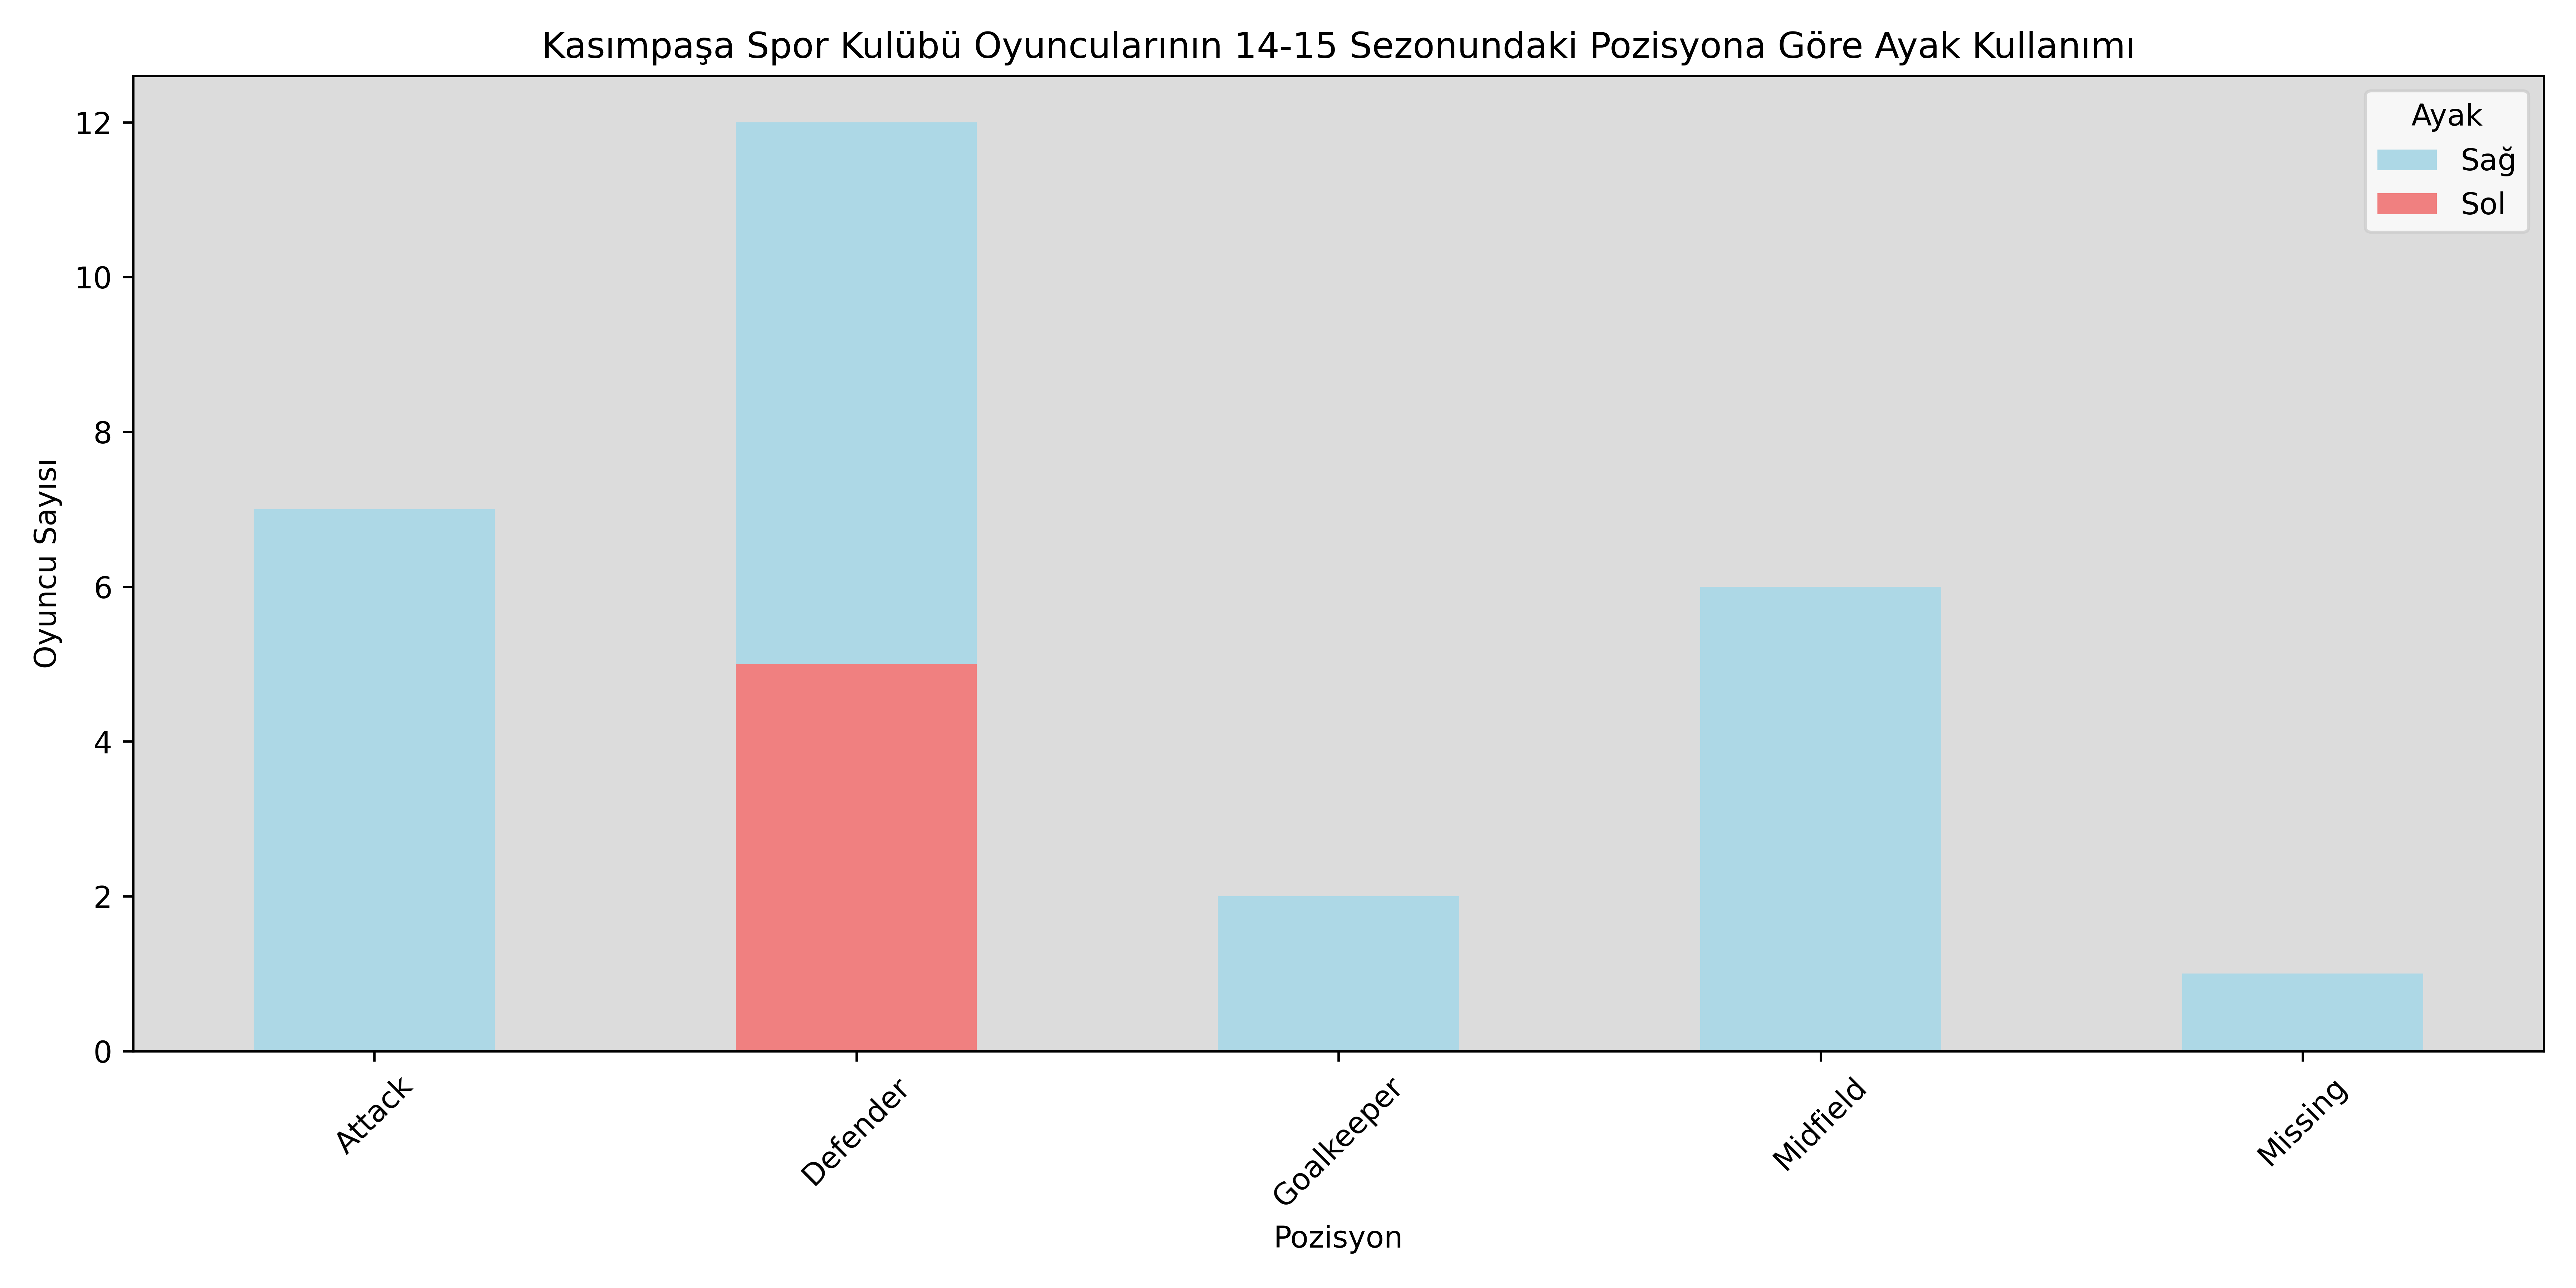 Kasımpaşa Spor Kulübü Oyuncularının 14-15 Sezonundaki Pozisyona Göre Ayak Kullanımı
Ayak
Sağ
Sol
Oyuncu Sayısı
12
10
8
6
4
2
0
Attack
Defender
Goalkeeper
Midfield
Missing
Pozisyon